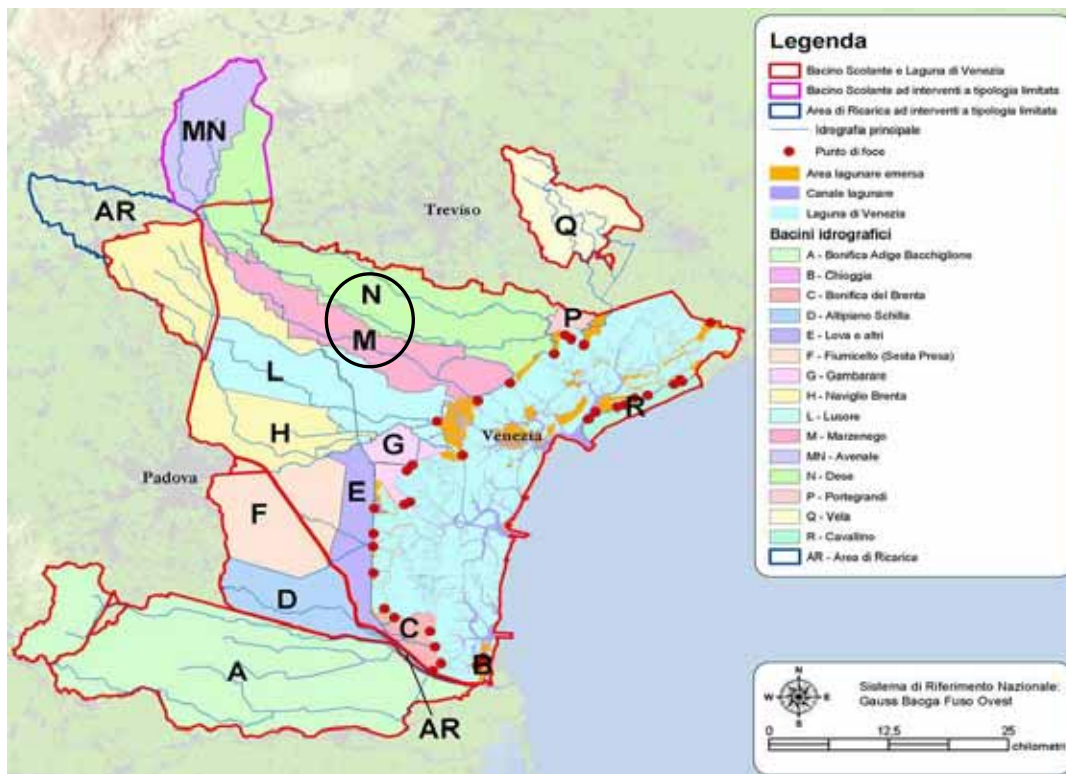 MN
AR
Treviso
Q
N
P
M
L
R
Venezia
H
G
Padova
E
F
D
C
B
A
AR
Legenda
Bacino Scolante e Laguna di Venezia
Bacino Scolante ad interventi a tipologia limitata
Area di Ricarica ad interventi a tipologia limitata
Idrografia principale
Punto di foce
Area lagunare emersa
Canale lagunare
Laguna di Venezia
Bacini idrografici
A - Bonifica Adige Bacchiglione
B - Chioggia
C - Bonifica del Brenta
D - Altipiano Schilla
E - Lova e altri
F - Fiumicello (Sesta Presa)
G - Gambarare
H - Naviglio Brenta
L - Lusore
M - Marzenego
MN - Avenale
N - Dese
P - Portegrandi
Q - Vela
R - Cavallino
AR - Area di Ricarica
N
W E
S
Sistema di Riferimento Nazionale:
Gauss Baoga Fuso Ovest
0 12,5 25
chilometri